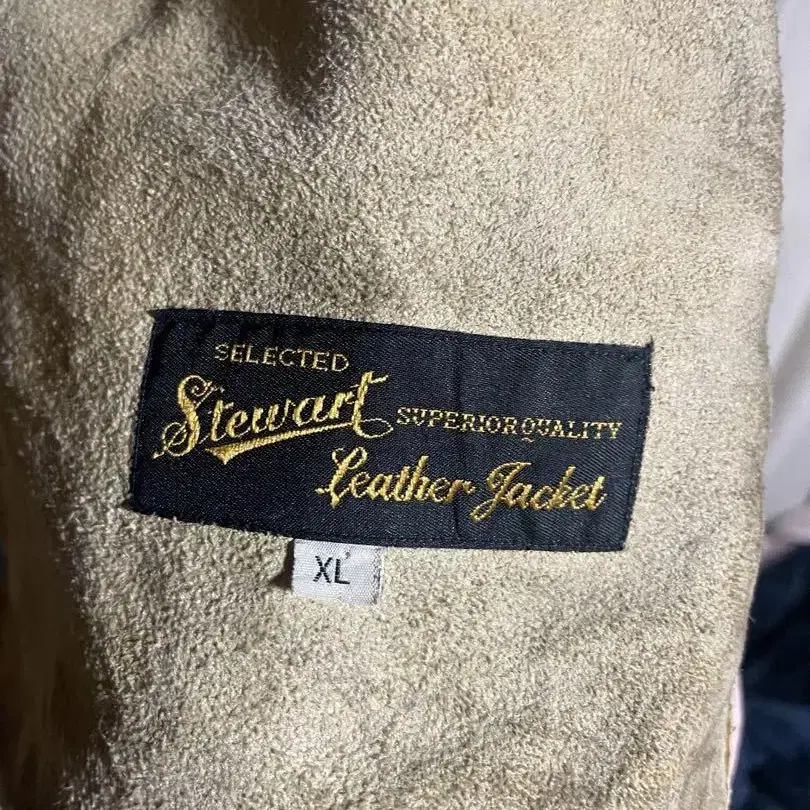 SELECTED
Stewart SUPERIOR QUALITY
Leather Jacket
XL